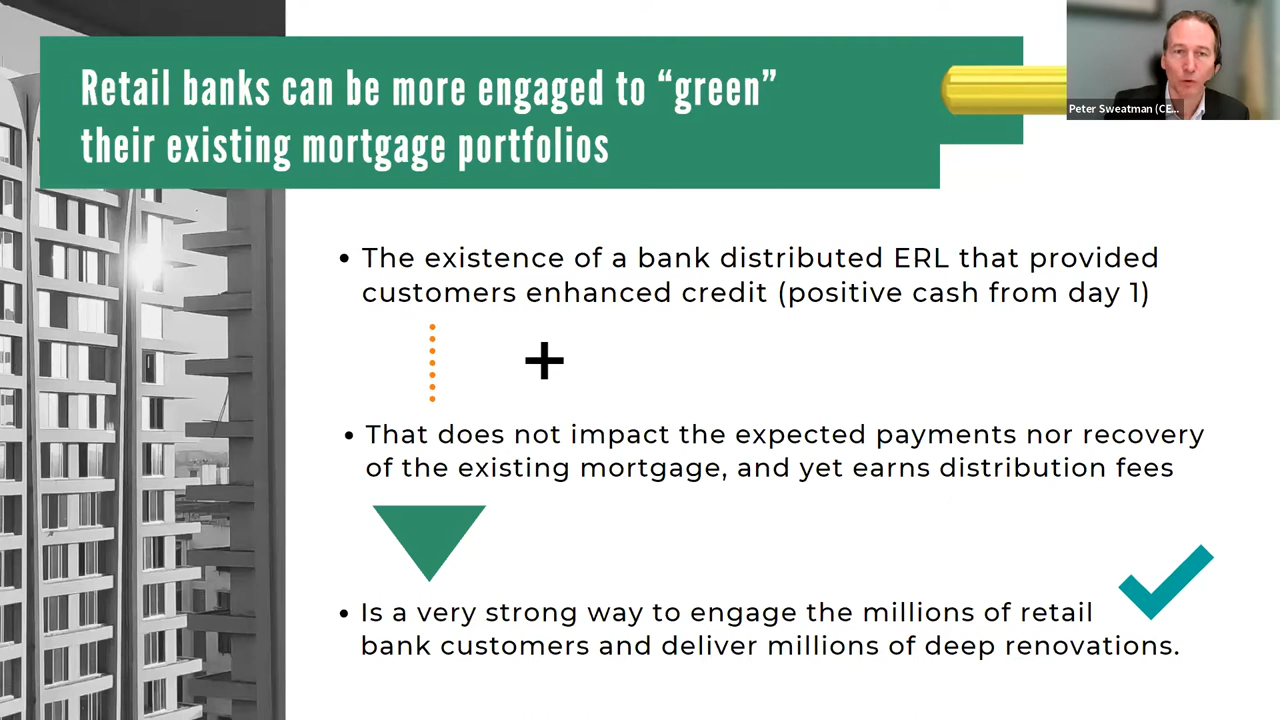 Retail banks can be more engaged to “green”
their existing mortgage portfolios
Peter Sweatman (CE...
• The existence of a bank distributed ERL that provided
customers enhanced credit (positive cash from day 1)
+
• That does not impact the expected payments nor recovery
of the existing mortgage, and yet earns distribution fees
• Is a very strong way to engage the millions of retail
bank customers and deliver millions of deep renovations.